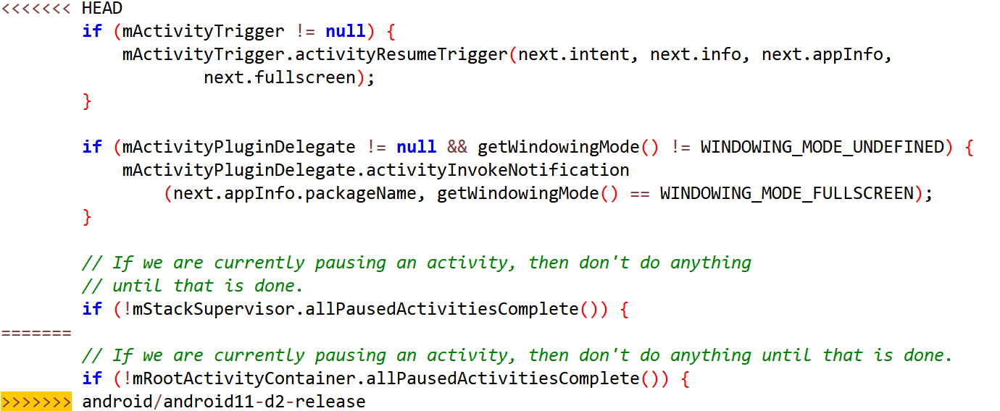 <<<<<<< HEAD
        if (mActivityTrigger != null) {
            mActivityTrigger.activityResumeTrigger(next.intent, next.info, next.appInfo,
                    next.fullscreen);
        }

        if (mActivityPluginDelegate != null && getWindowingMode() != WINDOWING_MODE_UNDEFINED) {
            mActivityPluginDelegate.activityInvokeNotification
                (next.appInfo.packageName, getWindowingMode() == WINDOWING_MODE_FULLSCREEN);
        }

        // If we are currently pausing an activity, then don't do anything
        // until that is done.
        if (!mStackSupervisor.allPausedActivitiesComplete()) {
=======
        // If we are currently pausing an activity, then don't do anything until that is done.
        if (!mRootActivityContainer.allPausedActivitiesComplete()) {
>>>>>>> android/android11-d2-release